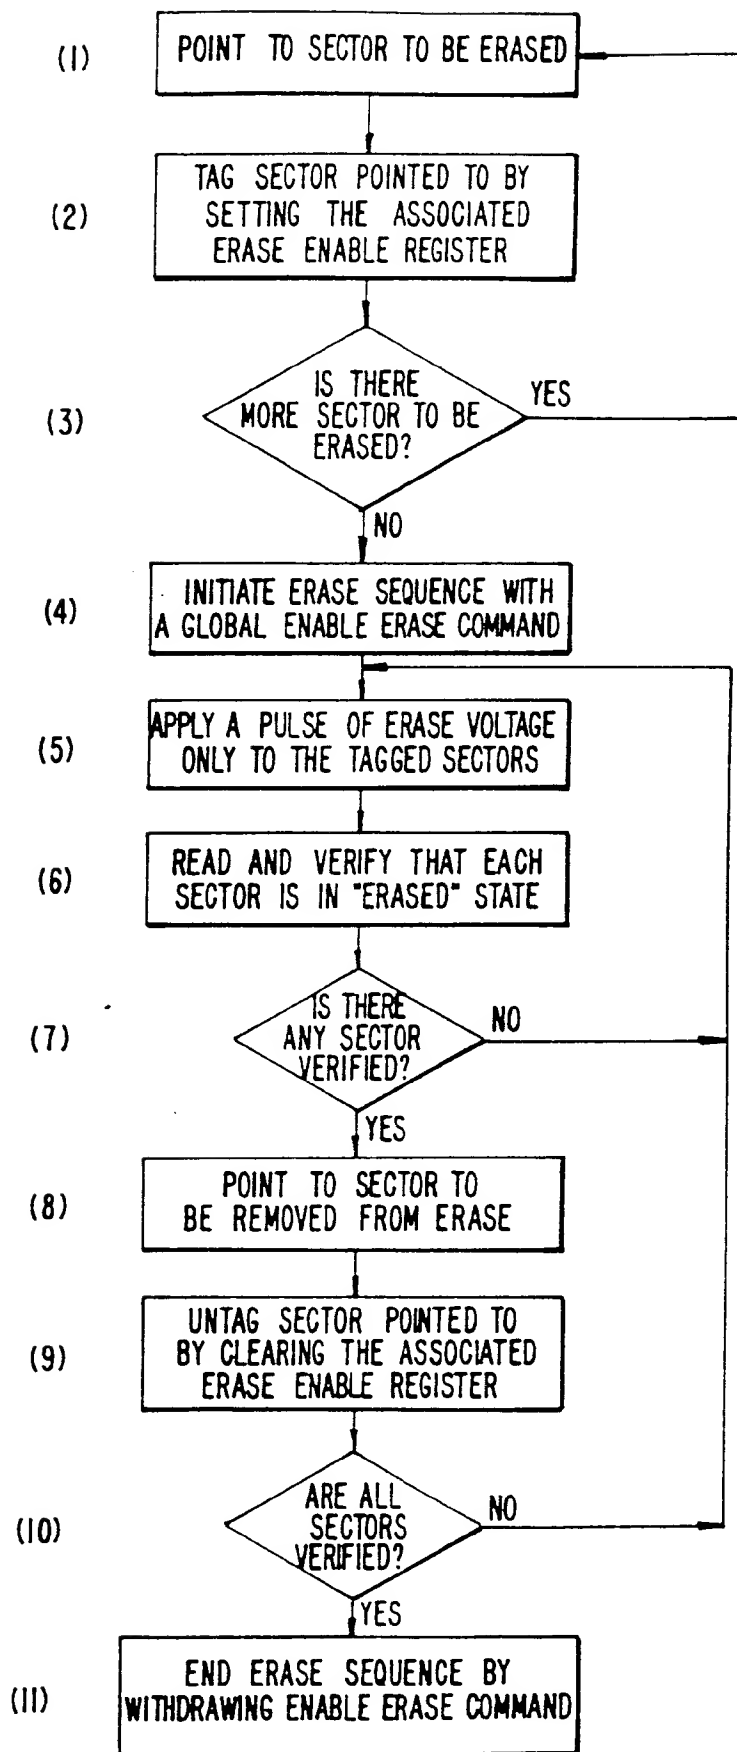 (1)
POINT TO SECTOR TO BE ERASED
(2)
TAG SECTOR POINTED TO BY
SETTING THE ASSOCIATED
ERASE ENABLE REGISTER
(3)
IS THERE
MORE SECTOR TO BE
ERASED?
YES
NO
(4)
INITIATE ERASE SEQUENCE WITH
A GLOBAL ENABLE ERASE COMMAND
(5)
APPLY A PULSE OF ERASE VOLTAGE
ONLY TO THE TAGGED SECTORS
(6)
READ AND VERIFY THAT EACH
SECTOR IS IN "ERASED" STATE
(7)
IS THERE
ANY SECTOR
VERIFIED?
NO
YES
(8)
POINT TO SECTOR TO
BE REMOVED FROM ERASE
(9)
UNTAG SECTOR POINTED TO
BY CLEARING THE ASSOCIATED
ERASE ENABLE REGISTER
(10)
ARE ALL
SECTORS
VERIFIED?
NO
YES
(11)
END ERASE SEQUENCE BY
WITHDRAWING ENABLE ERASE COMMAND